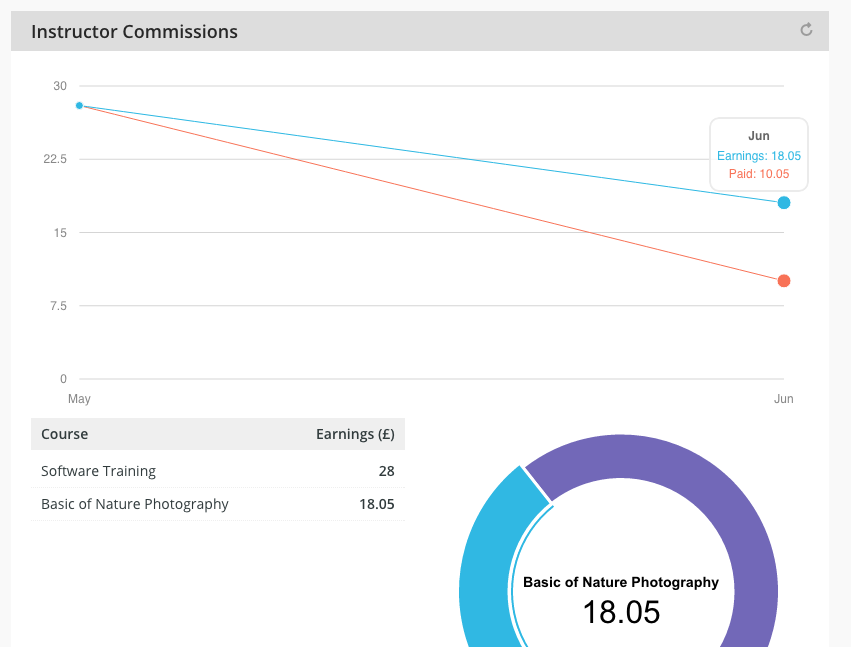 Instructor Commissions
30
22.5
15
7.5
0
May
Jun
Jun
Earnings: 18.05
Paid: 10.05
Course Earnings (£)
Software Training 28
Basic of Nature Photography 18.05
Basic of Nature Photography
18.05